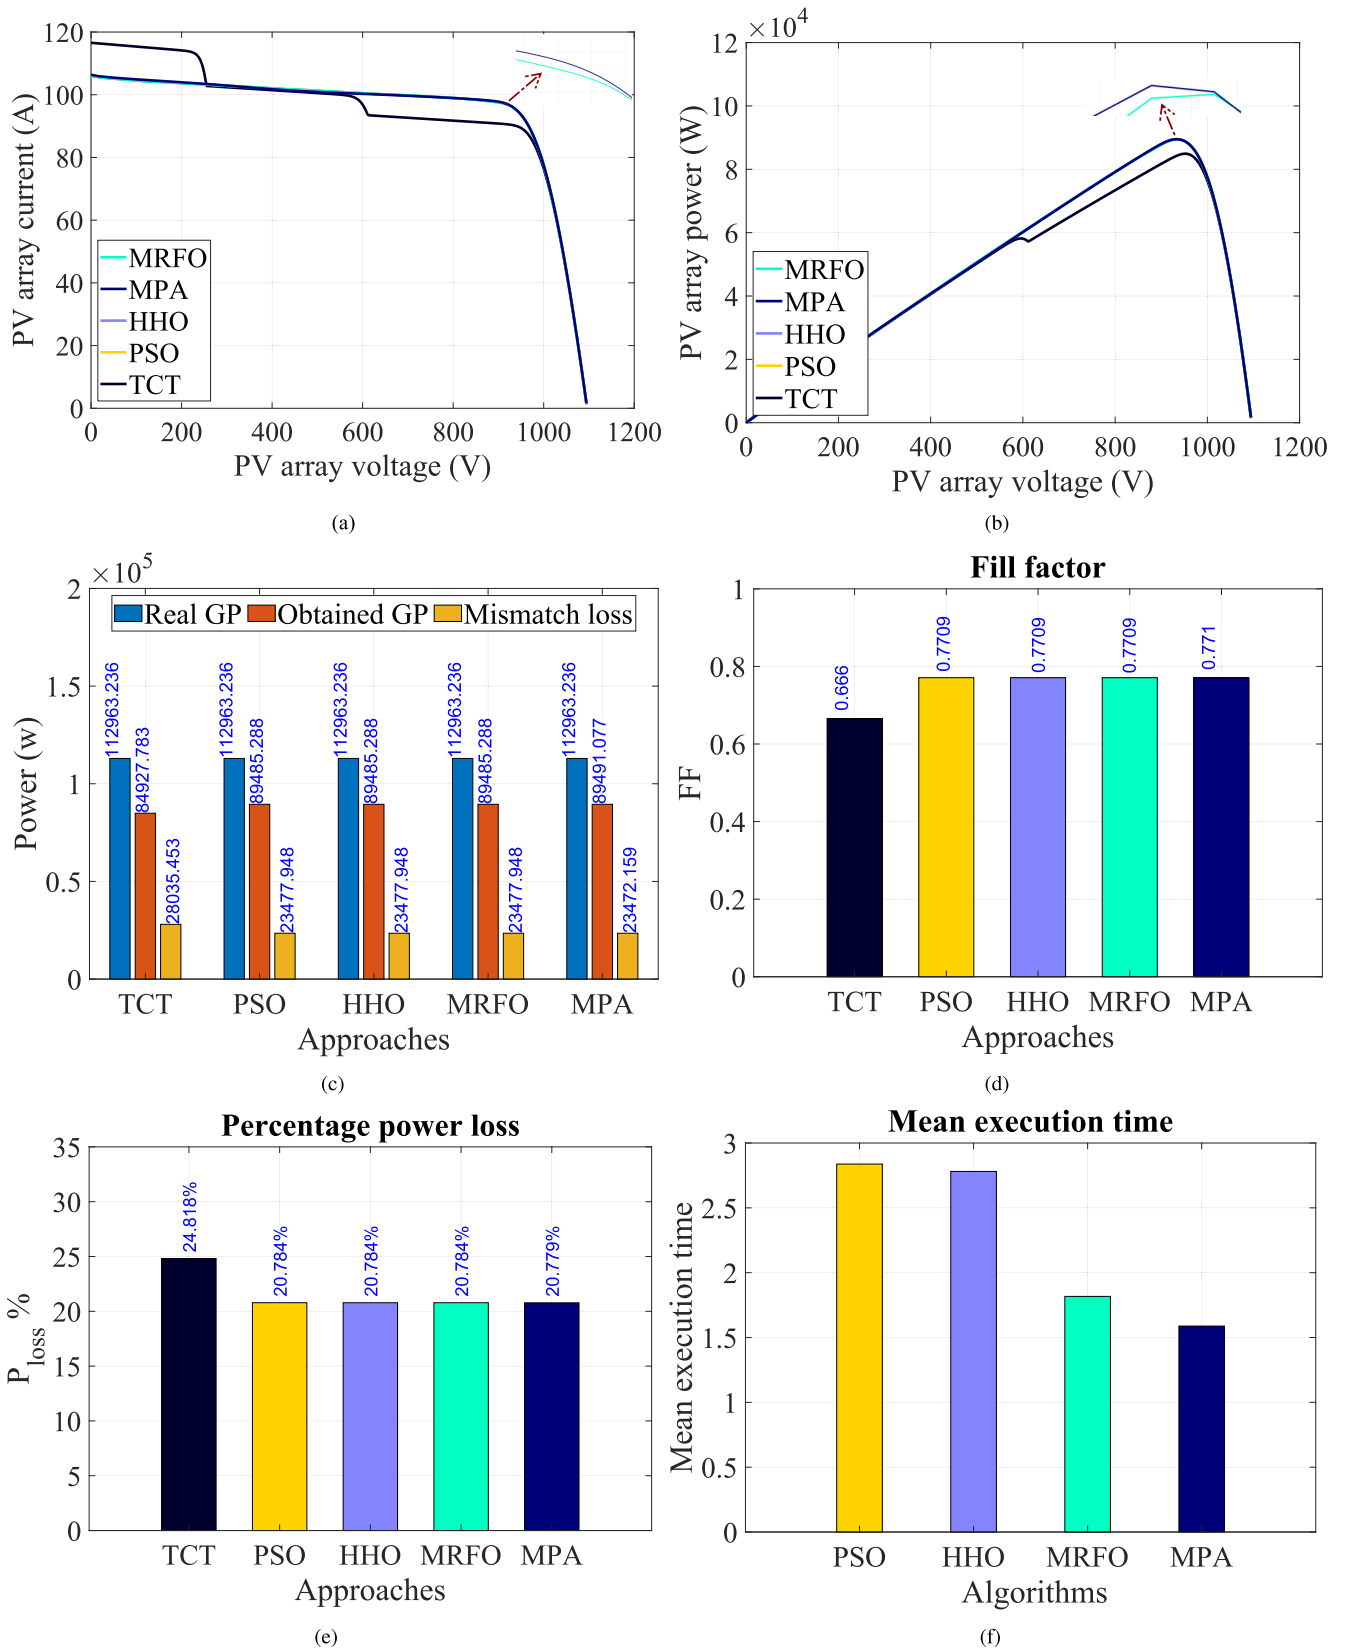 120
100
80
60
40
20
0
PV array current (A)
MRFO
MPA
HHO
PSO
TCT
0 200 400 600 800 1000 1200
PV array voltage (V)
(a)
×10^4
12
10
8
6
4
2
0
PV array power (W)
MRFO
MPA
HHO
PSO
TCT
0 200 400 600 800 1000 1200
PV array voltage (V)
(b)
×10^5
2
1.5
1
0.5
0
Power (w)
Real GP Obtained GP Mismatch loss
112963.236 84927.783 28035.453
112963.236 89485.288 23477.948
112963.236 89485.288 23477.948
112963.236 89485.288 23477.948
112963.236 89491.077 23472.159
TCT PSO HHO MRFO MPA
Approaches
(c)
Fill factor
1
0.8
0.6
0.4
0.2
0
FF
0.666 0.7709 0.7709 0.7709 0.771
TCT PSO HHO MRFO MPA
Approaches
(d)
Percentage power loss
35
30
25
20
15
10
5
0
P_loss %
24.818% 20.784% 20.784% 20.784% 20.779%
TCT PSO HHO MRFO MPA
Approaches
(e)
Mean execution time
3
2.5
2
1.5
1
0.5
0
Mean execution time
PSO HHO MRFO MPA
Algorithms
(f)